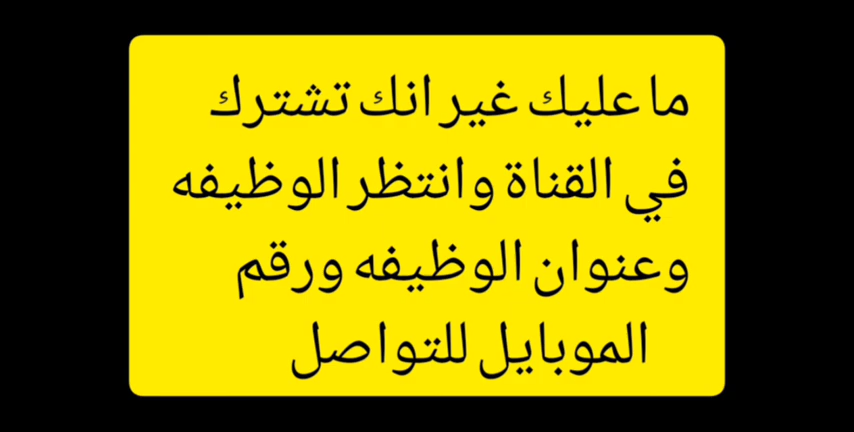 ما عليك غير انك تشترك
في القناة وانتظر الوظيفه
وعنوان الوظيفه ورقم
الموبايل للتواصل